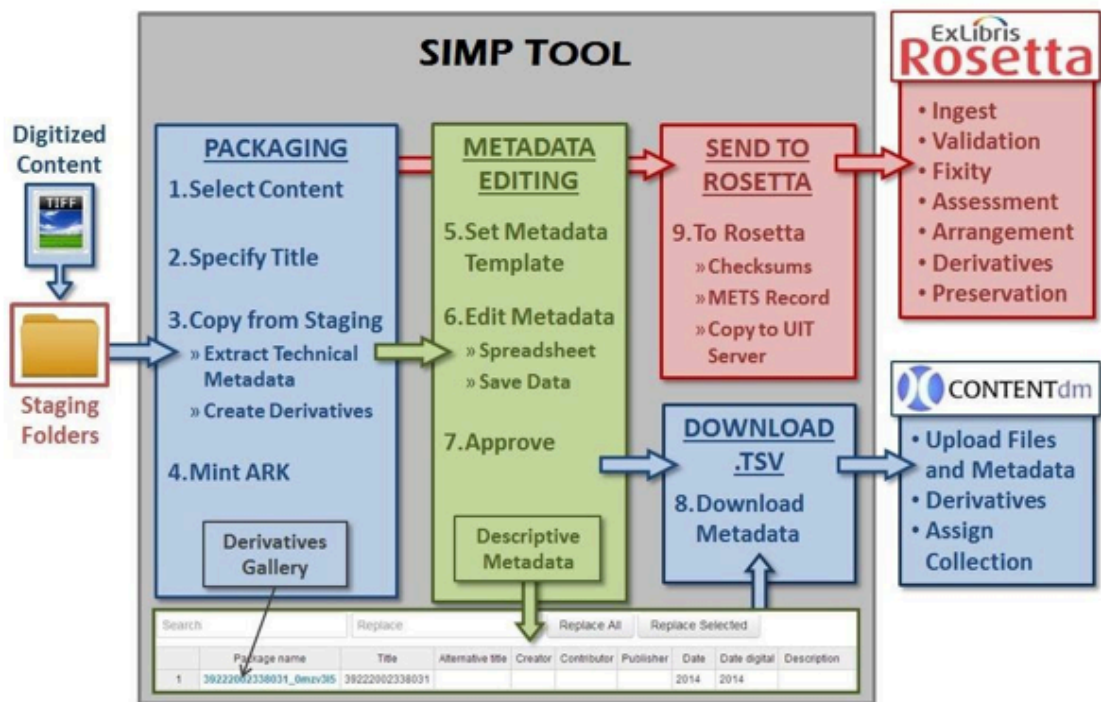 SIMP TOOL
Digitized
Content
TIFF
Staging
Folders
PACKAGING
1.Select Content
2.Specify Title
3.Copy from Staging
» Extract Technical
Metadata
» Create Derivatives
4.Mint ARK
Derivatives
Gallery
METADATA
EDITING
5.Set Metadata
Template
6.Edit Metadata
» Spreadsheet
» Save Data
7.Approve
Descriptive
Metadata
SEND TO
ROSETTA
9.To Rosetta
» Checksums
» METS Record
» Copy to UIT
Server
DOWNLOAD
.TSV
8.Download
Metadata
ExLibris
Rosetta
• Ingest
• Validation
• Fixity
• Assessment
• Arrangement
• Derivatives
• Preservation
CONTENTdm
• Upload Files
and Metadata
• Derivatives
• Assign
Collection
Search Replace Replace All Replace Selected
Package name Title Alternative title Creator Contributor Publisher Date Date digital Description
1 39222002338031_0mzv3l5 39222002338031 2014 2014